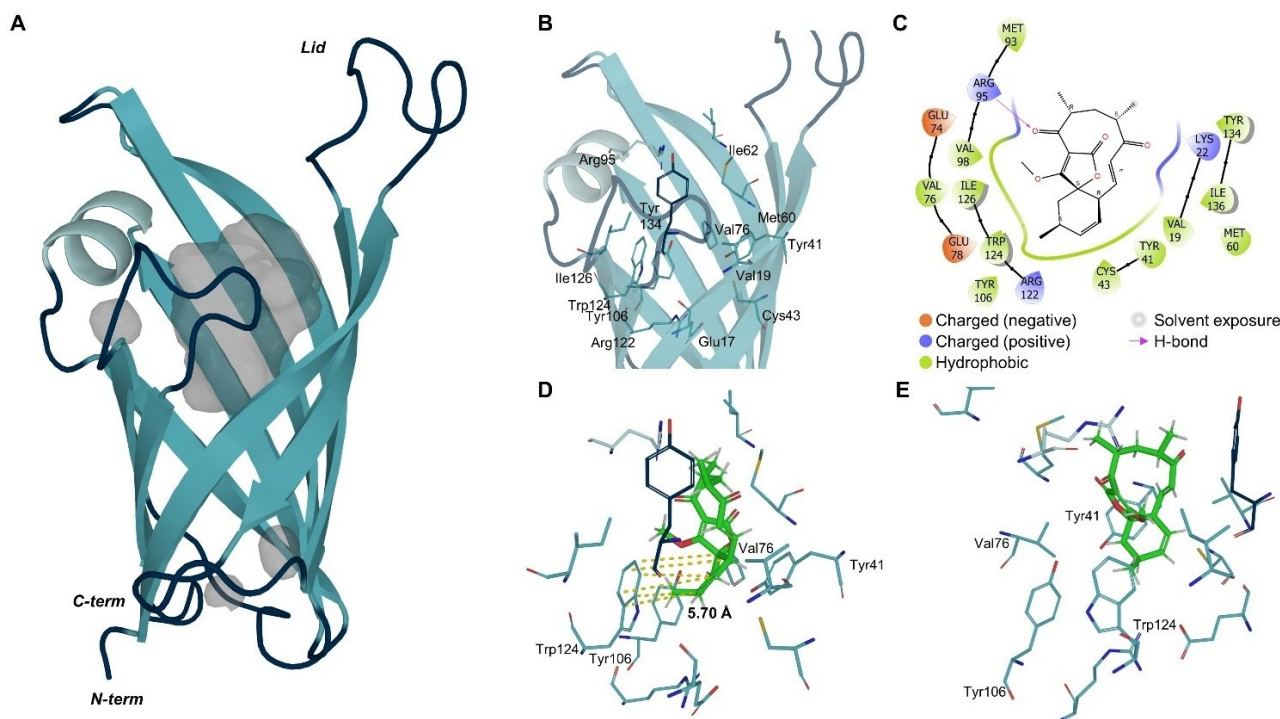 A
Lid
C-term
N-term
B
Arg95
Ile62
Tyr
134
Val76
Met60
Tyr41
Val19
Ile126
Trp124
Tyr106
Cys43
Arg122
Glu17
C
MET
93
ARG
95
GLU
74
VAL
98
VAL
76
ILE
126
GLU
78
TRP
124
TYR
106
ARG
122
CYS
43
TYR
41
VAL
19
LYS
22
TYR
134
ILE
136
MET
60
O
O
O
O
O
R
S
S
R
S
Charged (negative)
Charged (positive)
Hydrophobic
Solvent exposure
H-bond
D
Val76
Tyr41
5.70 Å
Trp124
Tyr106
E
Tyr41
Val76
Trp124
Tyr106